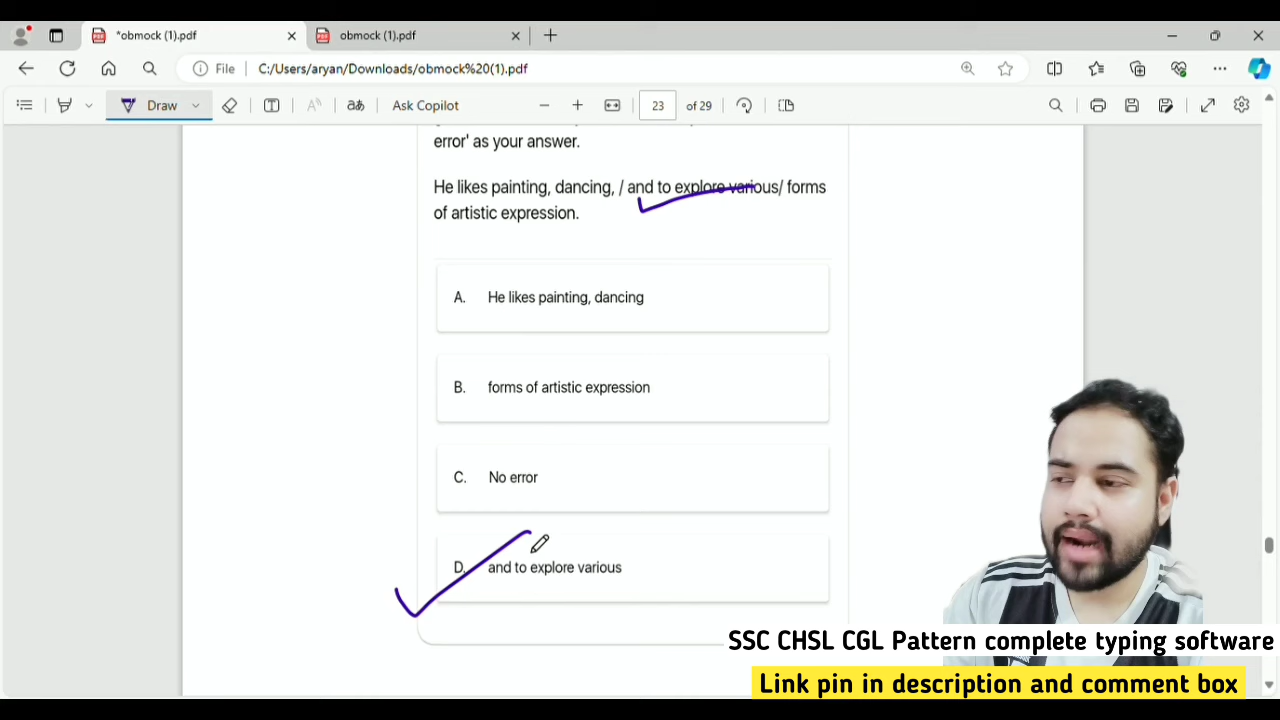 *obmock (1).pdf
obmock (1).pdf
File
C:/Users/aryan/Downloads/obmock%20(1).pdf
Draw
aあ
Ask Copilot
23
of 29
error' as your answer.
He likes painting, dancing, / and to explore various/ forms
of artistic expression.
A. He likes painting, dancing
B. forms of artistic expression
C. No error
D. and to explore various
SSC CHSL CGL Pattern complete typing software
Link pin in description and comment box